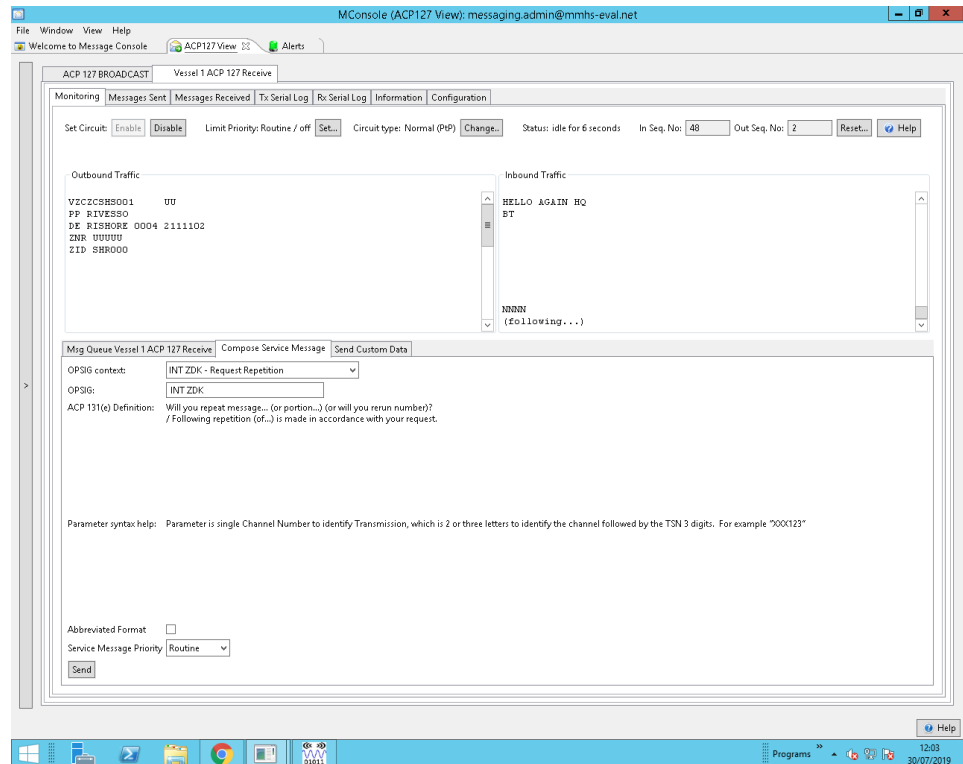 MConsole (ACP127 View): messaging.admin@mmhs-eval.net
File Window View Help
Welcome to Message Console ACP127 View Alerts
ACP 127 BROADCAST Vessel 1 ACP 127 Receive
Monitoring Messages Sent Messages Received Tx Serial Log Rx Serial Log Information Configuration
Set Circuit: Enable Disable Limit Priority: Routine / off Set... Circuit type: Normal (PtP) Change.. Status: idle for 6 seconds In Seq. No: 48 Out Seq. No: 2 Reset... Help
Outbound Traffic
VZCZCSHS001 UU
PP RIVESSO
DE RISHORE 0004 2111102
ZNR UUUUU
ZID SHR000
Inbound Traffic
HELLO AGAIN HQ
BT
NNNN
(following...)
Msg Queue Vessel 1 ACP 127 Receive Compose Service Message Send Custom Data
OPSIG context: INT ZDK - Request Repetition
OPSIG: INT ZDK
ACP 131(e) Definition: Will you repeat message... (or portion...) (or will you rerun number)?
/ Following repetition (of...) is made in accordance with your request.
>
Parameter syntax help: Parameter is single Channel Number to identify Transmission, which is 2 or three letters to identify the channel followed by the TSN 3 digits. For example "XXX123"
Abbreviated Format
Service Message Priority Routine
Send
Help
01011
Programs 12:03
30/07/2019